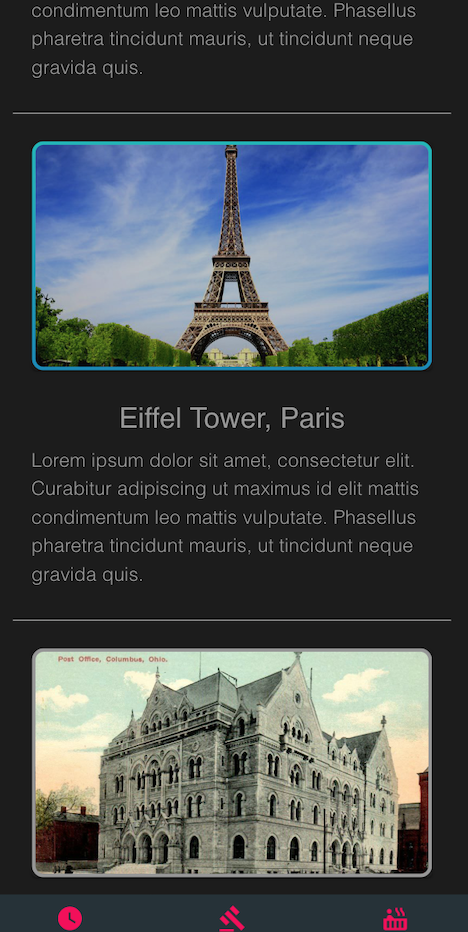 condimentum leo mattis vulputate. Phasellus
pharetra tincidunt mauris, ut tincidunt neque
gravida quis.
Eiffel Tower, Paris
Lorem ipsum dolor sit amet, consectetur elit.
Curabitur adipiscing ut maximus id elit mattis
condimentum leo mattis vulputate. Phasellus
pharetra tincidunt mauris, ut tincidunt neque
gravida quis.
Post Office, Columbus, Ohio.